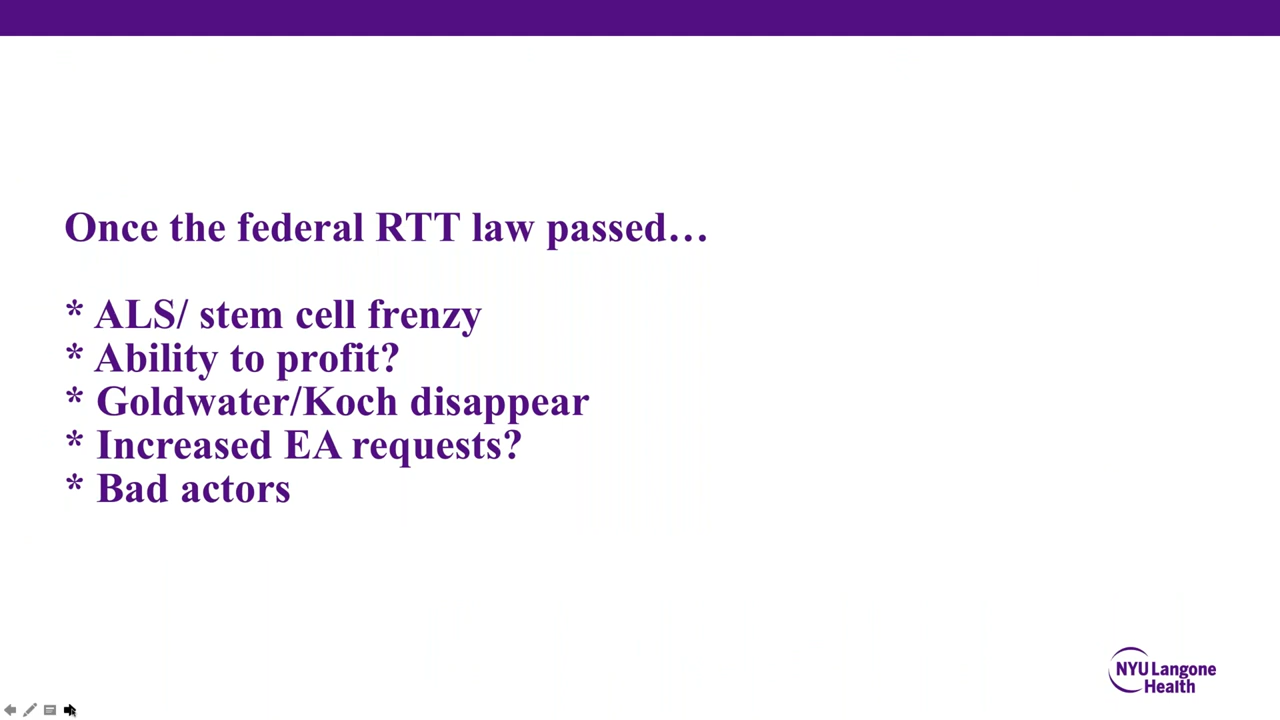 Once the federal RTT law passed…
* ALS/ stem cell frenzy
* Ability to profit?
* Goldwater/Koch disappear
* Increased EA requests?
* Bad actors
NYU Langone
Health